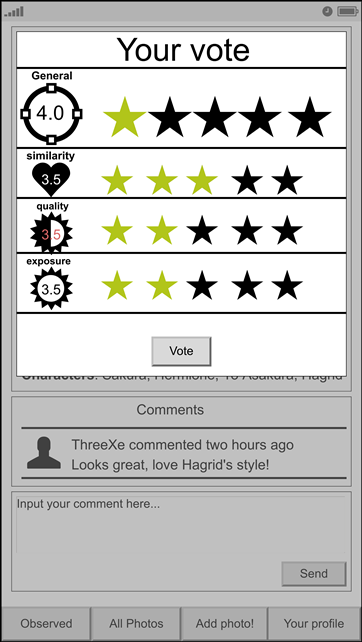 Your vote
General
4.0
similarity
3.5
quality
3.5
exposure
3.5
Vote
Characters: Sakura, Hermione, Yo Asakura, Hagrid
Comments
ThreeXe commented two hours ago
Looks great, love Hagrid's style!
Input your comment here...
Send
Observed
All Photos
Add photo!
Your profile